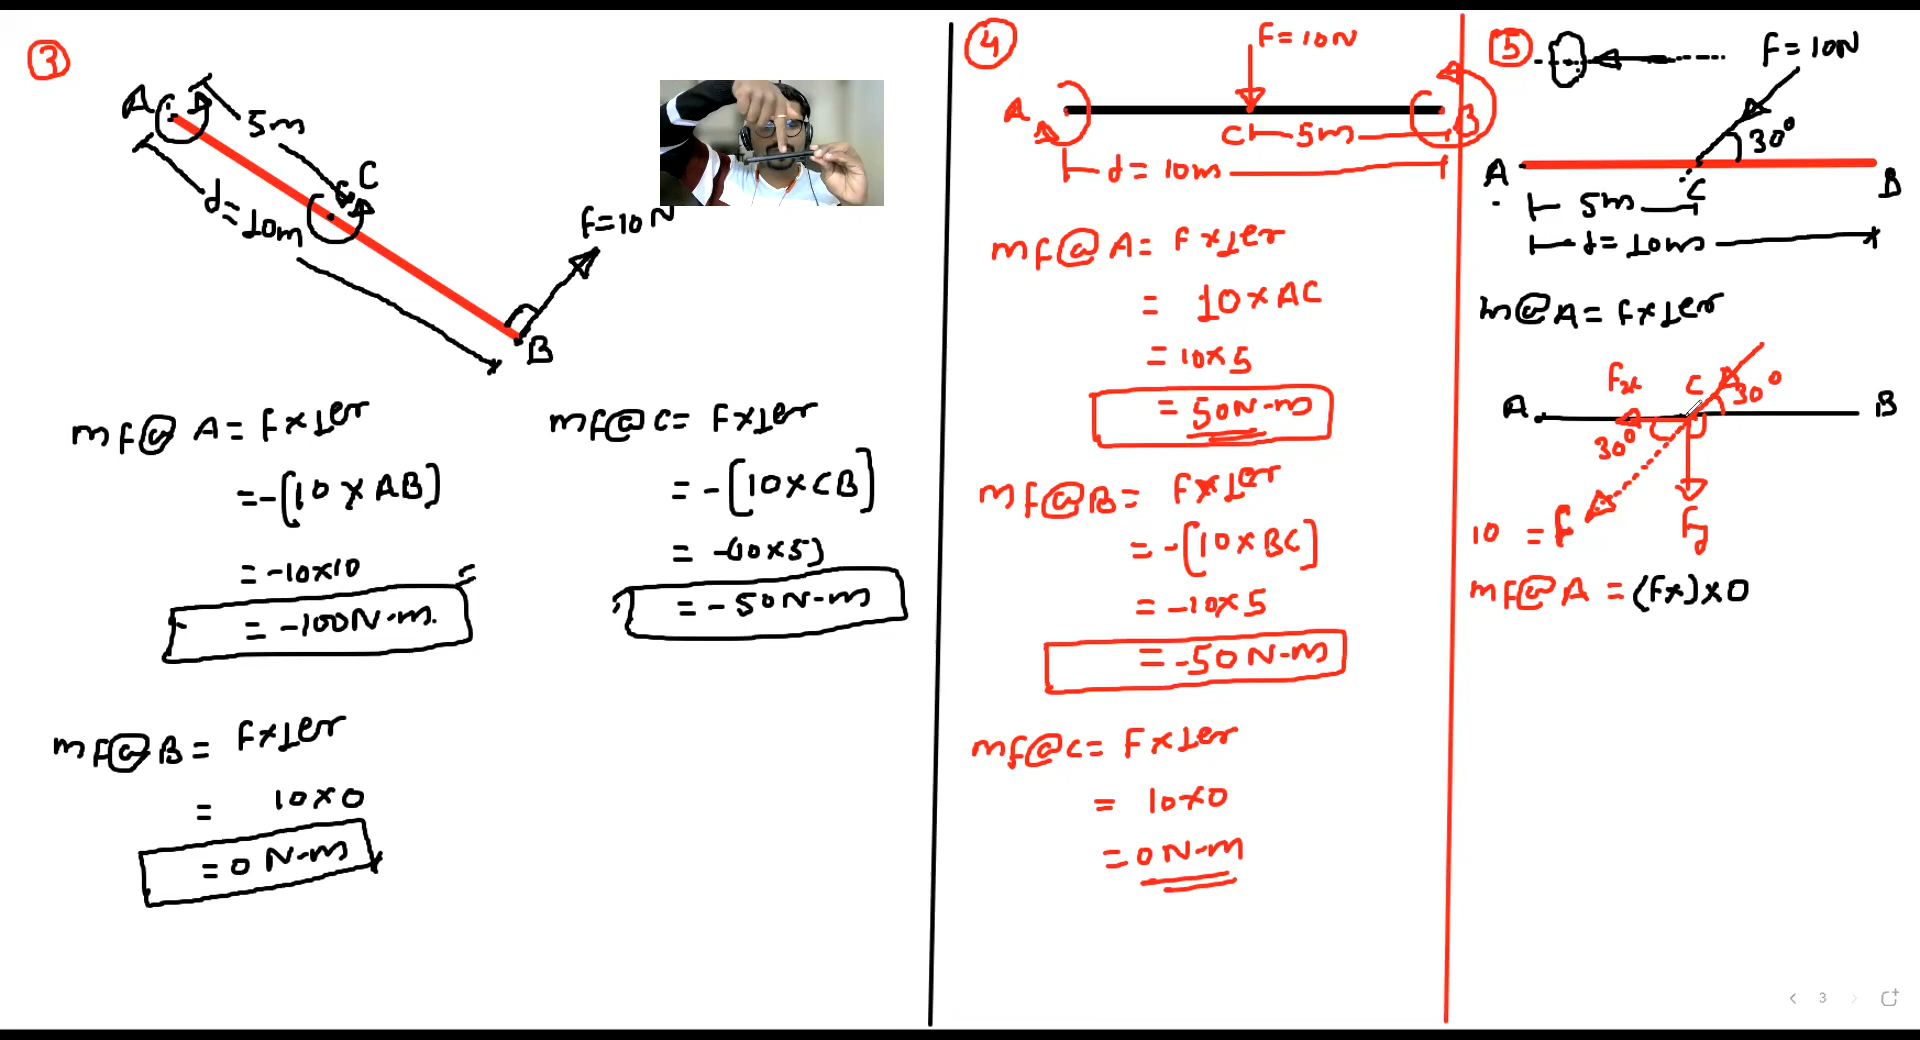 3
A
5m
C
d=10m
F=10N
B
mf@A = F×⊥er
=-[10 × AB]
= -10×10
= -100N-m.
mf@B = F×⊥er
= 10×0
= 0 N-m
mf@C= F×⊥er
= -[10×CB]
= -(10×5)
= -50N-m
4
F=10N
A
B
C
5m
d=10m
mf@A= F×⊥er
= 10×AC
= 10×5
= 50N-m
mf@B= F×⊥er
= -[10×BC]
= -10×5
= -50N-m
mf@C= F×⊥er
= 10×0
= 0N-m
5
F=10N
30°
A
C
B
5m
d=10m
m@A= F×⊥er
Fx
C
30°
A
B
30°
10 = F
Fy
mf@A = (Fx)×0
3